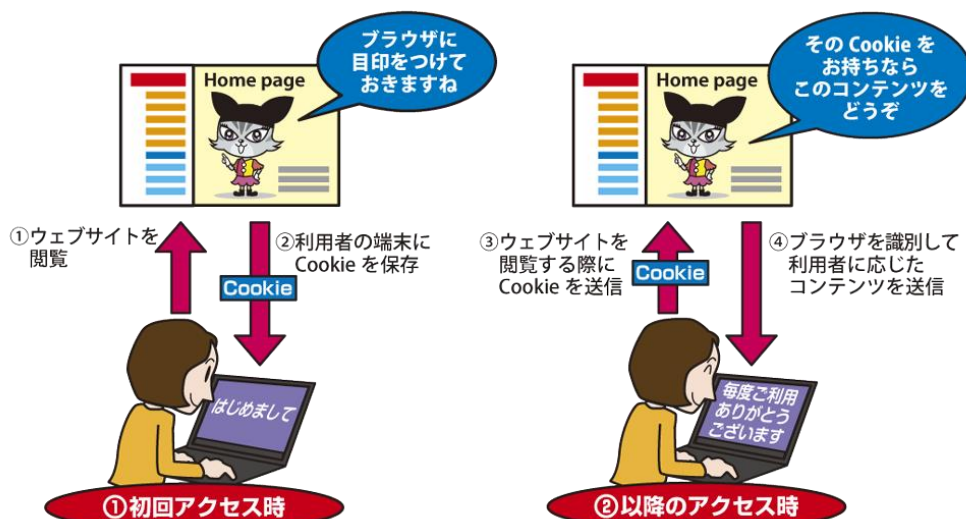 ブラウザに
目印をつけて
おきますね
Home page
①ウェブサイトを
閲覧
②利用者の端末に
Cookie を保存
Cookie
はじめまして
①初回アクセス時
その Cookie を
お持ちなら
このコンテンツを
どうぞ
Home page
③ウェブサイトを
閲覧する際に
Cookie を送信
Cookie
④ブラウザを識別して
利用者に応じた
コンテンツを送信
毎度ご利用
ありがとう
ございます
②以降のアクセス時